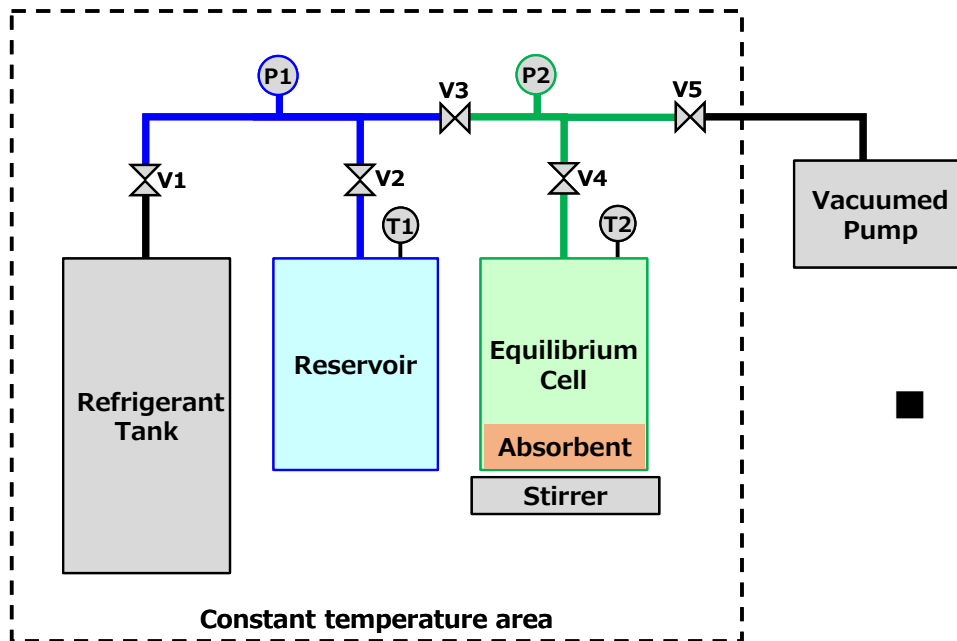 P1
P2
V3
V5
V1
V2
V4
T1
T2
Vacuumed
Pump
Refrigerant
Tank
Reservoir
Equilibrium
Cell
Absorbent
Stirrer
Constant temperature area